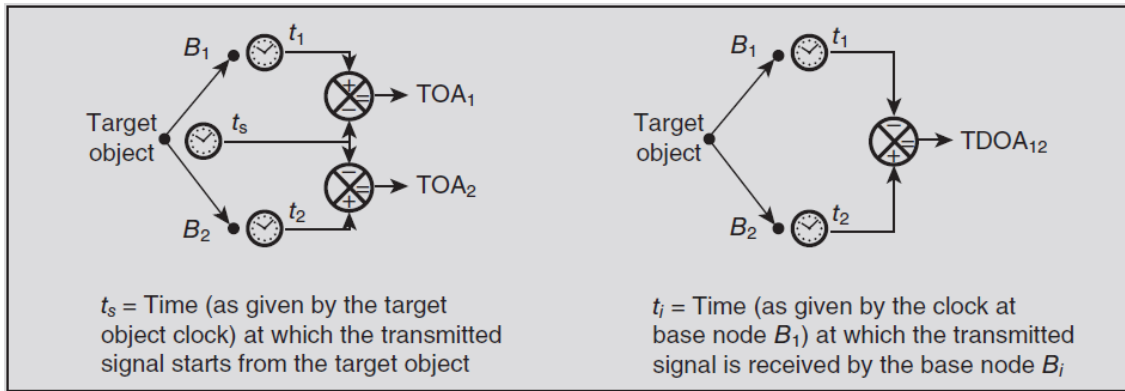 B1 t1
TOA1
Target
object
ts
TOA2
B2 t2
ts = Time (as given by the target
object clock) at which the transmitted
signal starts from the target object
B1 t1
Target
object
TDOA12
B2 t2
ti = Time (as given by the clock at
base node B1) at which the transmitted
signal is received by the base node Bi